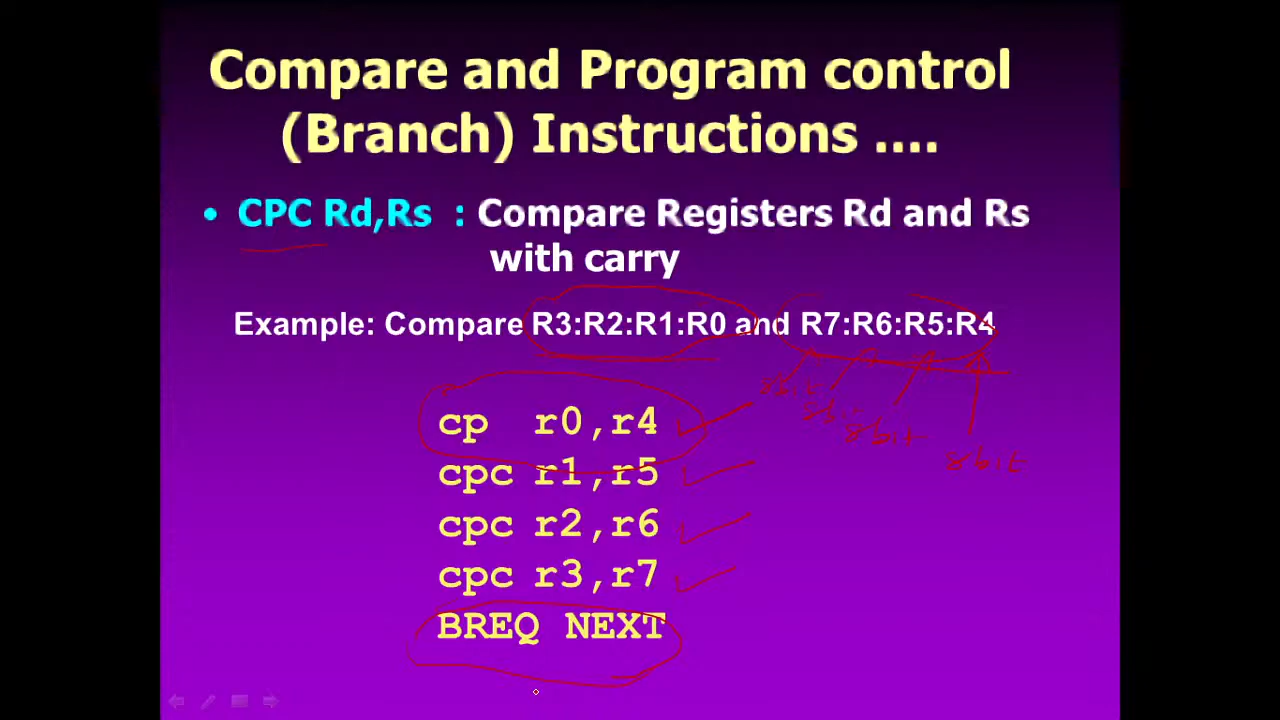 Compare and Program control
(Branch) Instructions ....
• CPC Rd,Rs : Compare Registers Rd and Rs
with carry
Example: Compare R3:R2:R1:R0 and R7:R6:R5:R4
cp r0,r4
cpc r1,r5
cpc r2,r6
cpc r3,r7
BREQ NEXT
8bit
8bit
8bit
8bit